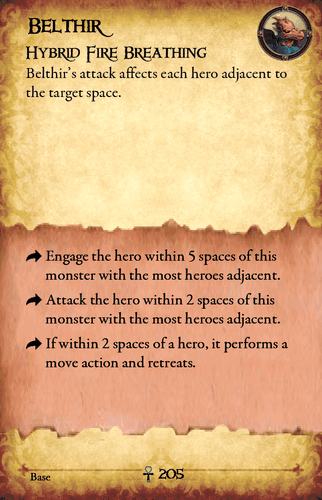 Belthir
Hybrid Fire Breathing
Belthir's attack affects each hero adjacent to
the target space.
Engage the hero within 5 spaces of this
monster with the most heroes adjacent.
Attack the hero within 2 spaces of this
monster with the most heroes adjacent.
If within 2 spaces of a hero, it performs a
move action and retreats.
Base
☥ 205